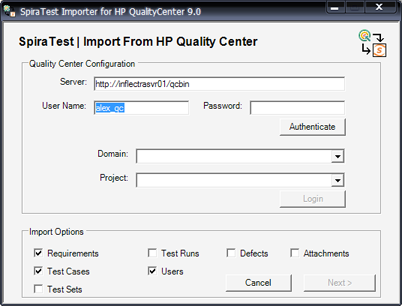 SpiraTest Importer for HP QualityCenter 9.0
SpiraTest | Import From HP Quality Center
Quality Center Configuration
Server: http://inflectrasvr01/qcbin
User Name: alex_qc Password:
Authenticate
Domain:
Project:
Login
Import Options
Requirements Test Runs Defects Attachments
Test Cases Users
Test Sets Cancel Next >